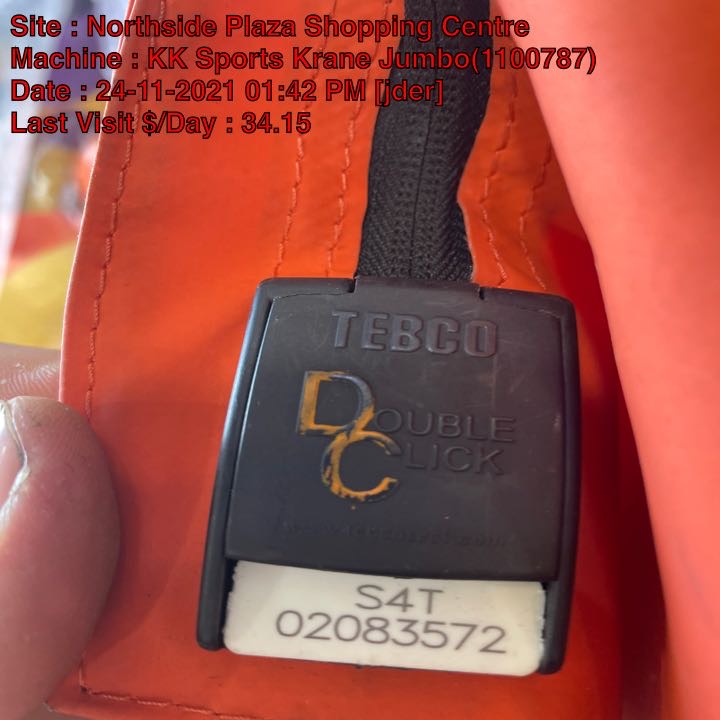 Site : Northside Plaza Shopping Centre
Machine : KK Sports Krane Jumbo(1100787)
Date : 24-11-2021 01:42 PM [jder]
Last Visit $/Day : 34.15
TEBCO
DOUBLE
CLICK
S4T
02083572